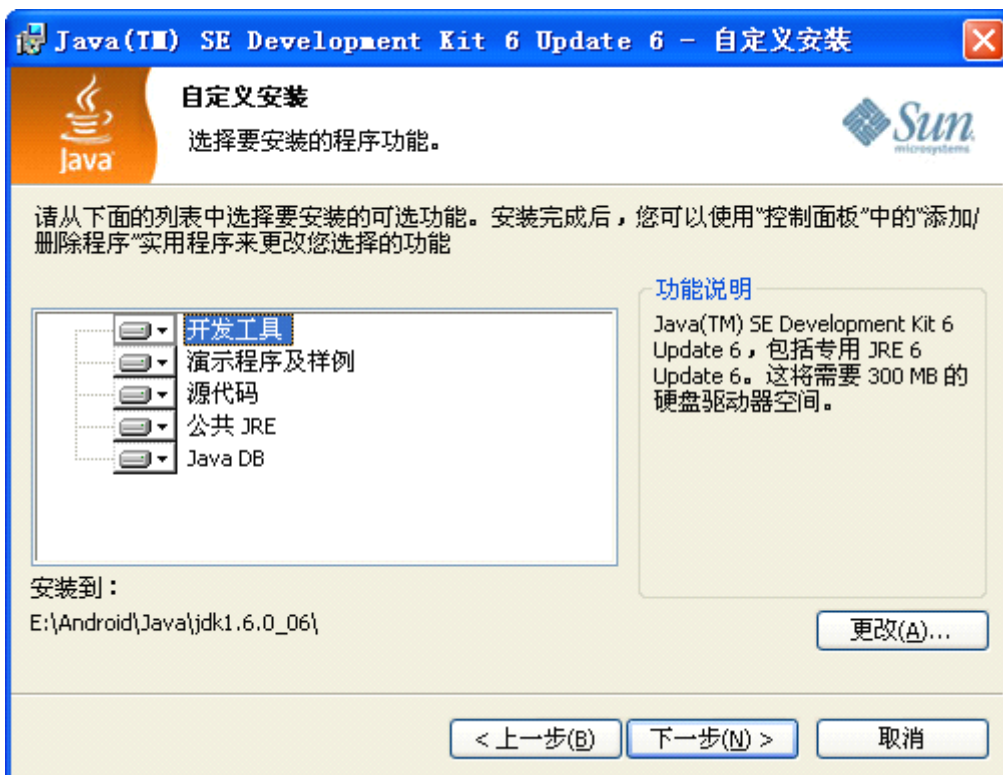 Java(TM) SE Development Kit 6 Update 6 - 自定义安装
Java
自定义安装
选择要安装的程序功能。
Sun
microsystems
请从下面的列表中选择要安装的可选功能。安装完成后，您可以使用"控制面板"中的"添加/
删除程序"实用程序来更改您选择的功能
开发工具
演示程序及样例
源代码
公共 JRE
Java DB
功能说明
Java(TM) SE Development Kit 6
Update 6，包括专用 JRE 6
Update 6。这将需要 300 MB 的
硬盘驱动器空间。
安装到：
E:\Android\Java\jdk1.6.0_06\
更改(A)...
< 上一步(B)
下一步(N) >
取消